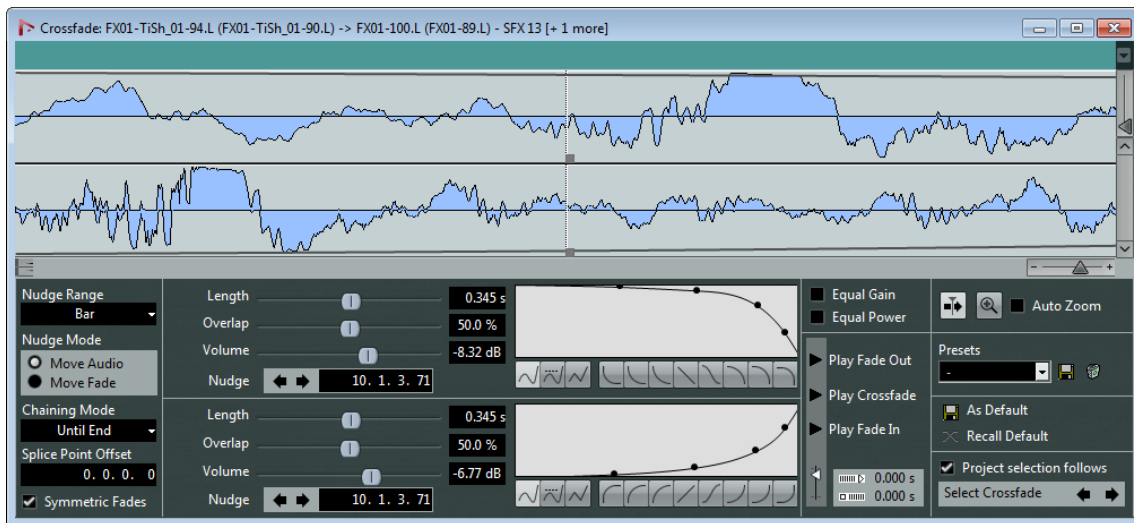 Crossfade: FX01-TiSh_01-94.L (FX01-TiSh_01-90.L) -> FX01-100.L (FX01-89.L) - SFX 13 [+ 1 more]
Nudge Range
Bar
Nudge Mode
Move Audio
Move Fade
Chaining Mode
Until End
Splice Point Offset
0. 0. 0. 0
Symmetric Fades
Length 0.345 s
Overlap 50.0 %
Volume -8.32 dB
Nudge 10. 1. 3. 71
Length 0.345 s
Overlap 50.0 %
Volume -6.77 dB
Nudge 10. 1. 3. 71
Equal Gain
Equal Power
Play Fade Out
Play Crossfade
Play Fade In
0.000 s
0.000 s
Auto Zoom
Presets
-
As Default
Recall Default
Project selection follows
Select Crossfade